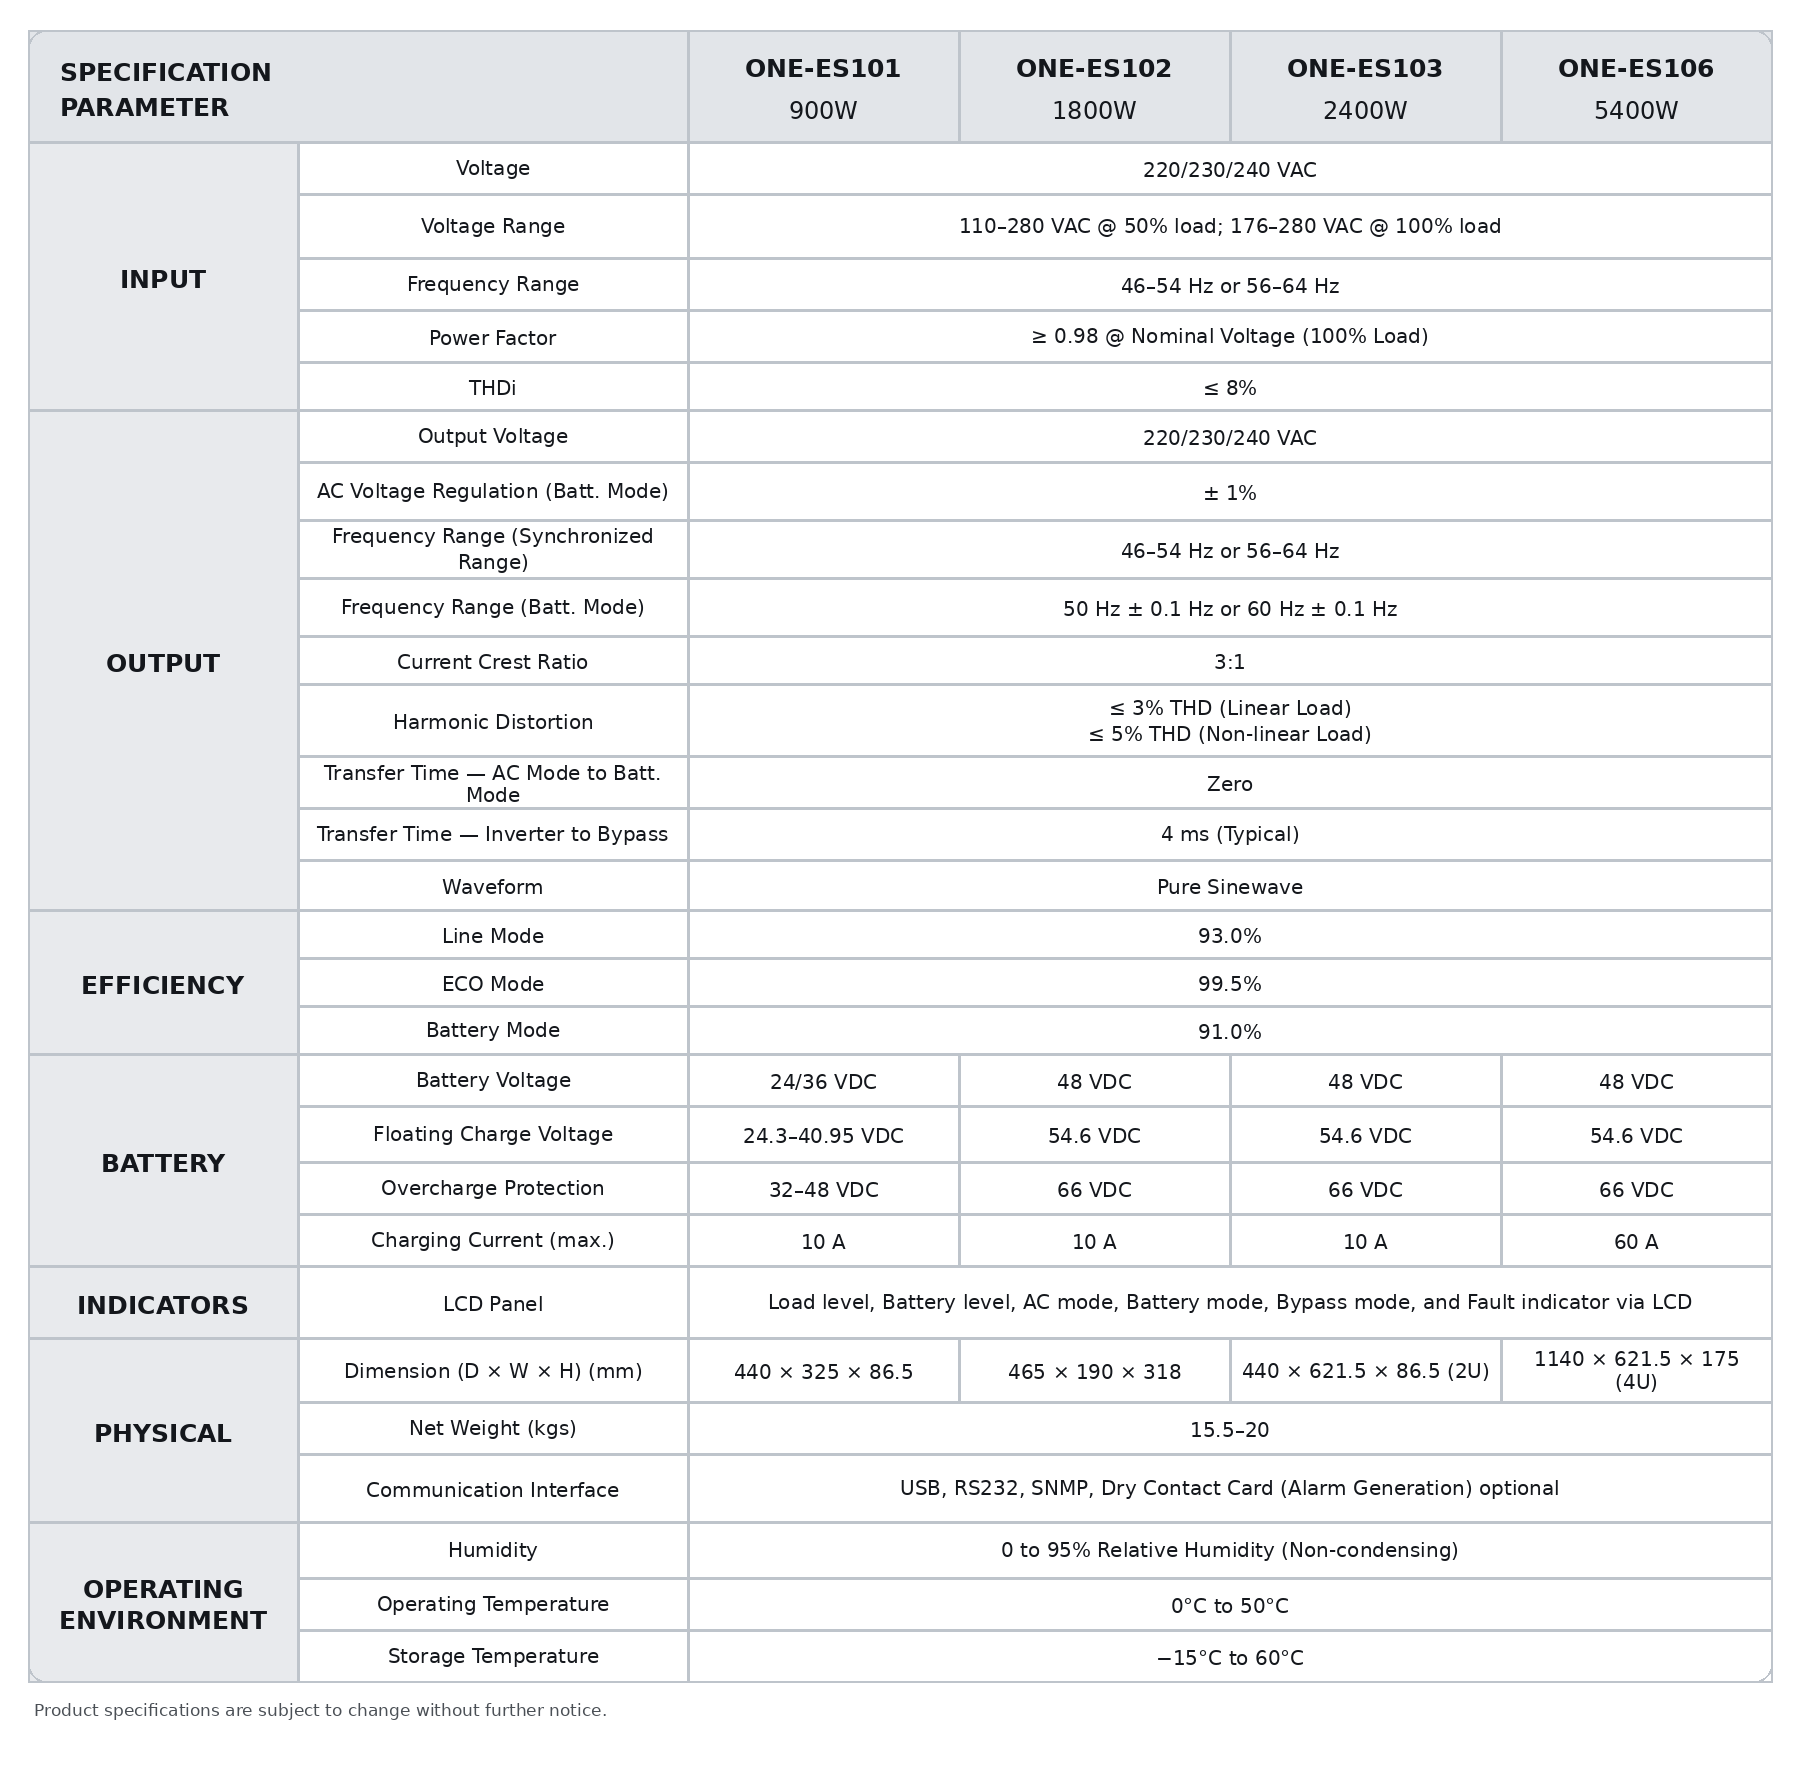 SPECIFICATION
PARAMETER
ONE-ES101
900W
ONE-ES102
1800W
ONE-ES103
2400W
ONE-ES106
5400W
INPUT
Voltage
220/230/240 VAC
Voltage Range
110–280 VAC @ 50% load; 176–280 VAC @ 100% load
Frequency Range
46–54 Hz or 56–64 Hz
Power Factor
≥ 0.98 @ Nominal Voltage (100% Load)
THDi
≤ 8%
OUTPUT
Output Voltage
220/230/240 VAC
AC Voltage Regulation (Batt. Mode)
± 1%
Frequency Range (Synchronized
Range)
46–54 Hz or 56–64 Hz
Frequency Range (Batt. Mode)
50 Hz ± 0.1 Hz or 60 Hz ± 0.1 Hz
Current Crest Ratio
3:1
Harmonic Distortion
≤ 3% THD (Linear Load)
≤ 5% THD (Non-linear Load)
Transfer Time — AC Mode to Batt.
Mode
Zero
Transfer Time — Inverter to Bypass
4 ms (Typical)
Waveform
Pure Sinewave
EFFICIENCY
Line Mode
93.0%
ECO Mode
99.5%
Battery Mode
91.0%
BATTERY
Battery Voltage
24/36 VDC
48 VDC
48 VDC
48 VDC
Floating Charge Voltage
24.3–40.95 VDC
54.6 VDC
54.6 VDC
54.6 VDC
Overcharge Protection
32–48 VDC
66 VDC
66 VDC
66 VDC
Charging Current (max.)
10 A
10 A
10 A
60 A
INDICATORS
LCD Panel
Load level, Battery level, AC mode, Battery mode, Bypass mode, and Fault indicator via LCD
PHYSICAL
Dimension (D × W × H) (mm)
440 × 325 × 86.5
465 × 190 × 318
440 × 621.5 × 86.5 (2U)
1140 × 621.5 × 175
(4U)
Net Weight (kgs)
15.5–20
Communication Interface
USB, RS232, SNMP, Dry Contact Card (Alarm Generation) optional
OPERATING
ENVIRONMENT
Humidity
0 to 95% Relative Humidity (Non-condensing)
Operating Temperature
0°C to 50°C
Storage Temperature
−15°C to 60°C
Product specifications are subject to change without further notice.